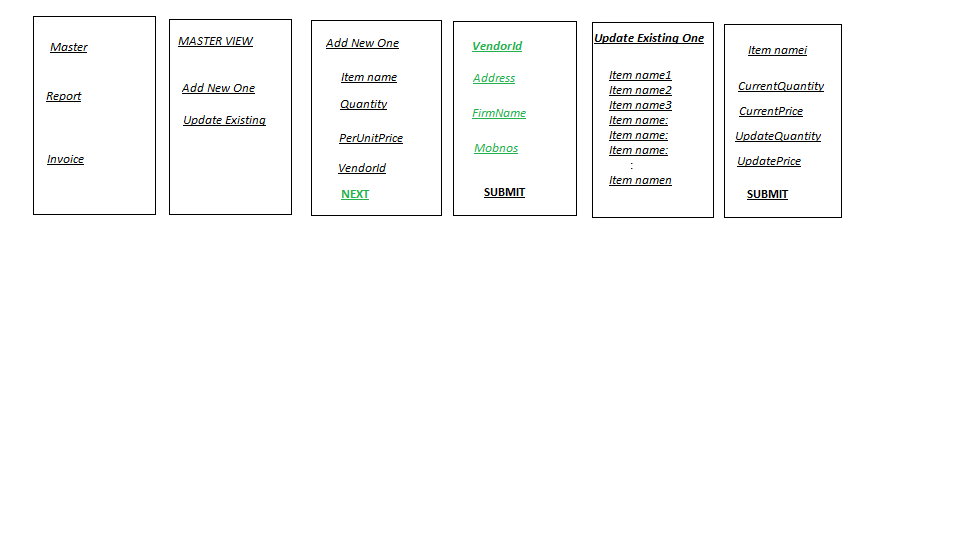 Master
Report
Invoice
MASTER VIEW
Add New One
Update Existing
Add New One
Item name
Quantity
PerUnitPrice
VendorId
NEXT
VendorId
Address
FirmName
Mobnos
SUBMIT
Update Existing One
Item name1
Item name2
Item name3
Item name:
Item name:
Item name:
:
Item namen
Item namei
CurrentQuantity
CurrentPrice
UpdateQuantity
UpdatePrice
SUBMIT